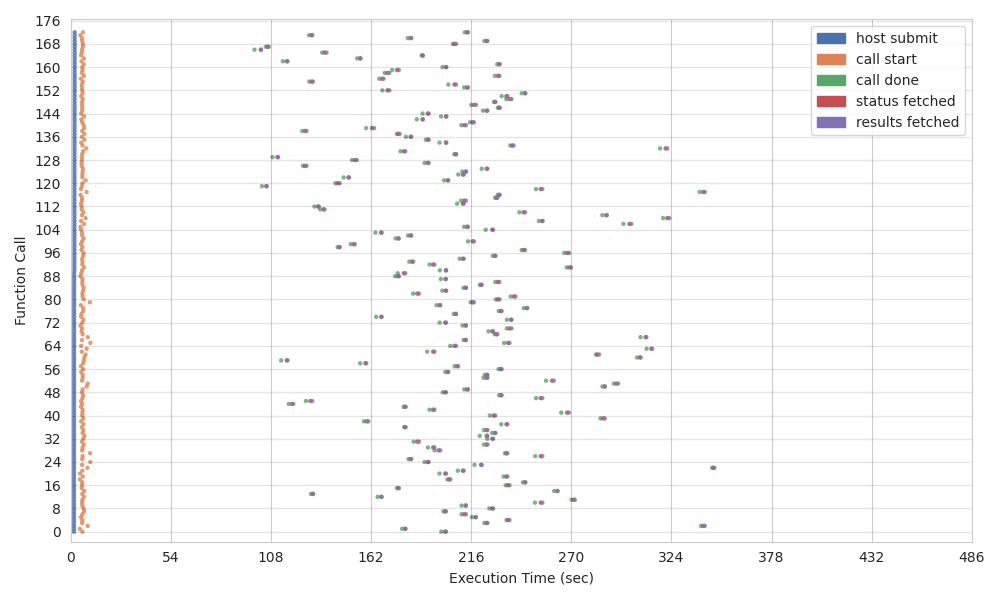 host submit
call start
call done
status fetched
results fetched
Function Call
176
168
160
152
144
136
128
120
112
104
96
88
80
72
64
56
48
40
32
24
16
8
0
0 54 108 162 216 270 324 378 432 486
Execution Time (sec)